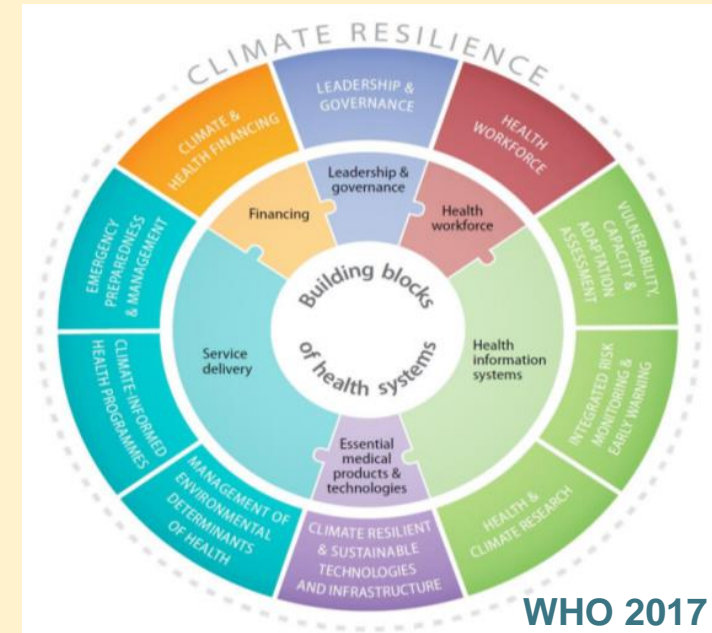 CLIMATE RESILIENCE
LEADERSHIP &
GOVERNANCE
HEALTH
WORKFORCE
VULNERABILITY,
CAPACITY &
ADAPTATION
ASSESSMENT
INTEGRATED RISK
MONITORING &
EARLY WARNING
HEALTH &
CLIMATE RESEARCH
CLIMATE RESILIENT
& SUSTAINABLE
TECHNOLOGIES
AND INFRASTRUCTURE
MANAGEMENT OF
ENVIRONMENTAL
DETERMINANTS
OF HEALTH
CLIMATE-INFORMED
HEALTH PROGRAMMES
EMERGENCY
PREPAREDNESS
& MANAGEMENT
CLIMATE &
HEALTH FINANCING
Leadership &
governance
Health
workforce
Health
information
systems
Essential
medical
products &
technologies
Service
delivery
Financing
Building blocks
of health systems
WHO 2017